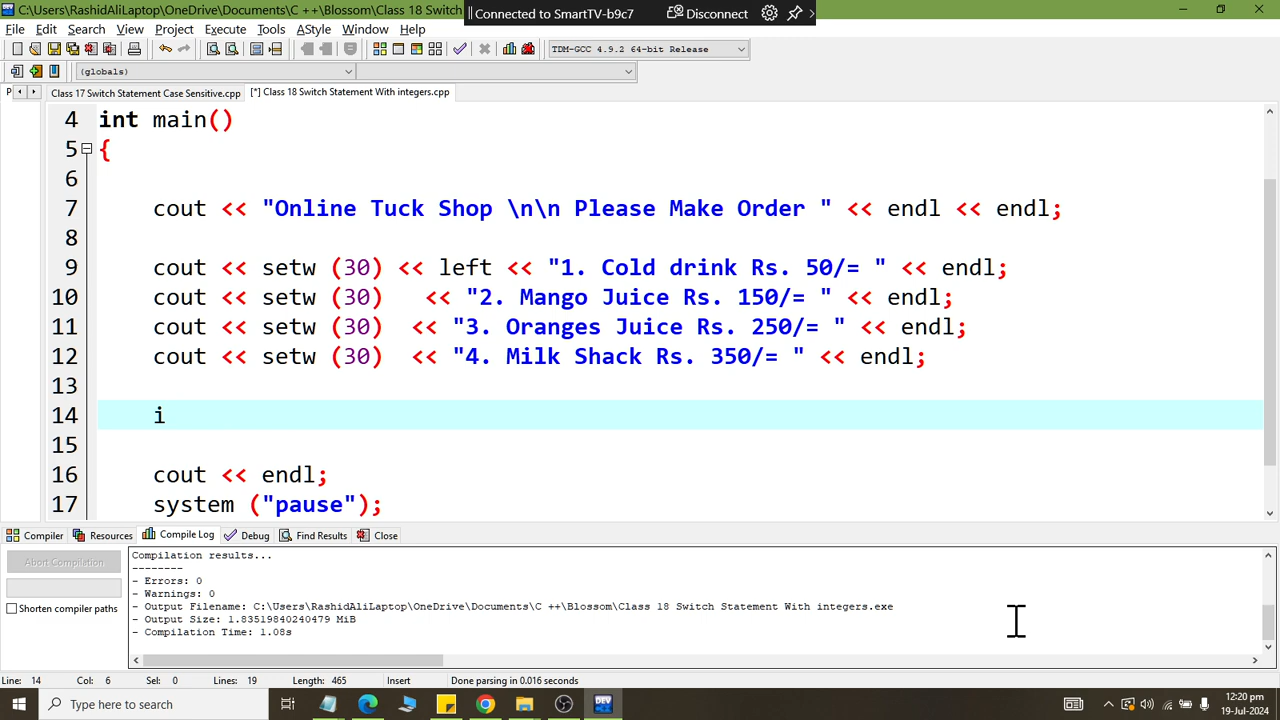 C:\Users\RashidAliLaptop\OneDrive\Documents\C ++\Blossom\Class 18 Switch
Connected to SmartTV-b9c7 Disconnect
File Edit Search View Project Execute Tools AStyle Window Help
TDM-GCC 4.9.2 64-bit Release
(globals)
P Class 17 Switch Statement Case Sensitive.cpp [*] Class 18 Switch Statement With integers.cpp
4 int main()
5 {
6
7 cout << "Online Tuck Shop \n\n Please Make Order " << endl << endl;
8
9 cout << setw (30) << left << "1. Cold drink Rs. 50/= " << endl;
10 cout << setw (30) << "2. Mango Juice Rs. 150/= " << endl;
11 cout << setw (30) << "3. Oranges Juice Rs. 250/= " << endl;
12 cout << setw (30) << "4. Milk Shack Rs. 350/= " << endl;
13
14 i
15
16 cout << endl;
17 system ("pause");
Compiler Resources Compile Log Debug Find Results Close
Compilation results...
--------
- Errors: 0
- Warnings: 0
- Output Filename: C:\Users\RashidAliLaptop\OneDrive\Documents\C ++\Blossom\Class 18 Switch Statement With integers.exe
- Output Size: 1.83519840240479 MiB
- Compilation Time: 1.08s
Abort Compilation
Shorten compiler paths
Line: 14 Col: 6 Sel: 0 Lines: 19 Length: 465 Insert Done parsing in 0.016 seconds
Type here to search
DEV
12:20 pm
19-Jul-2024